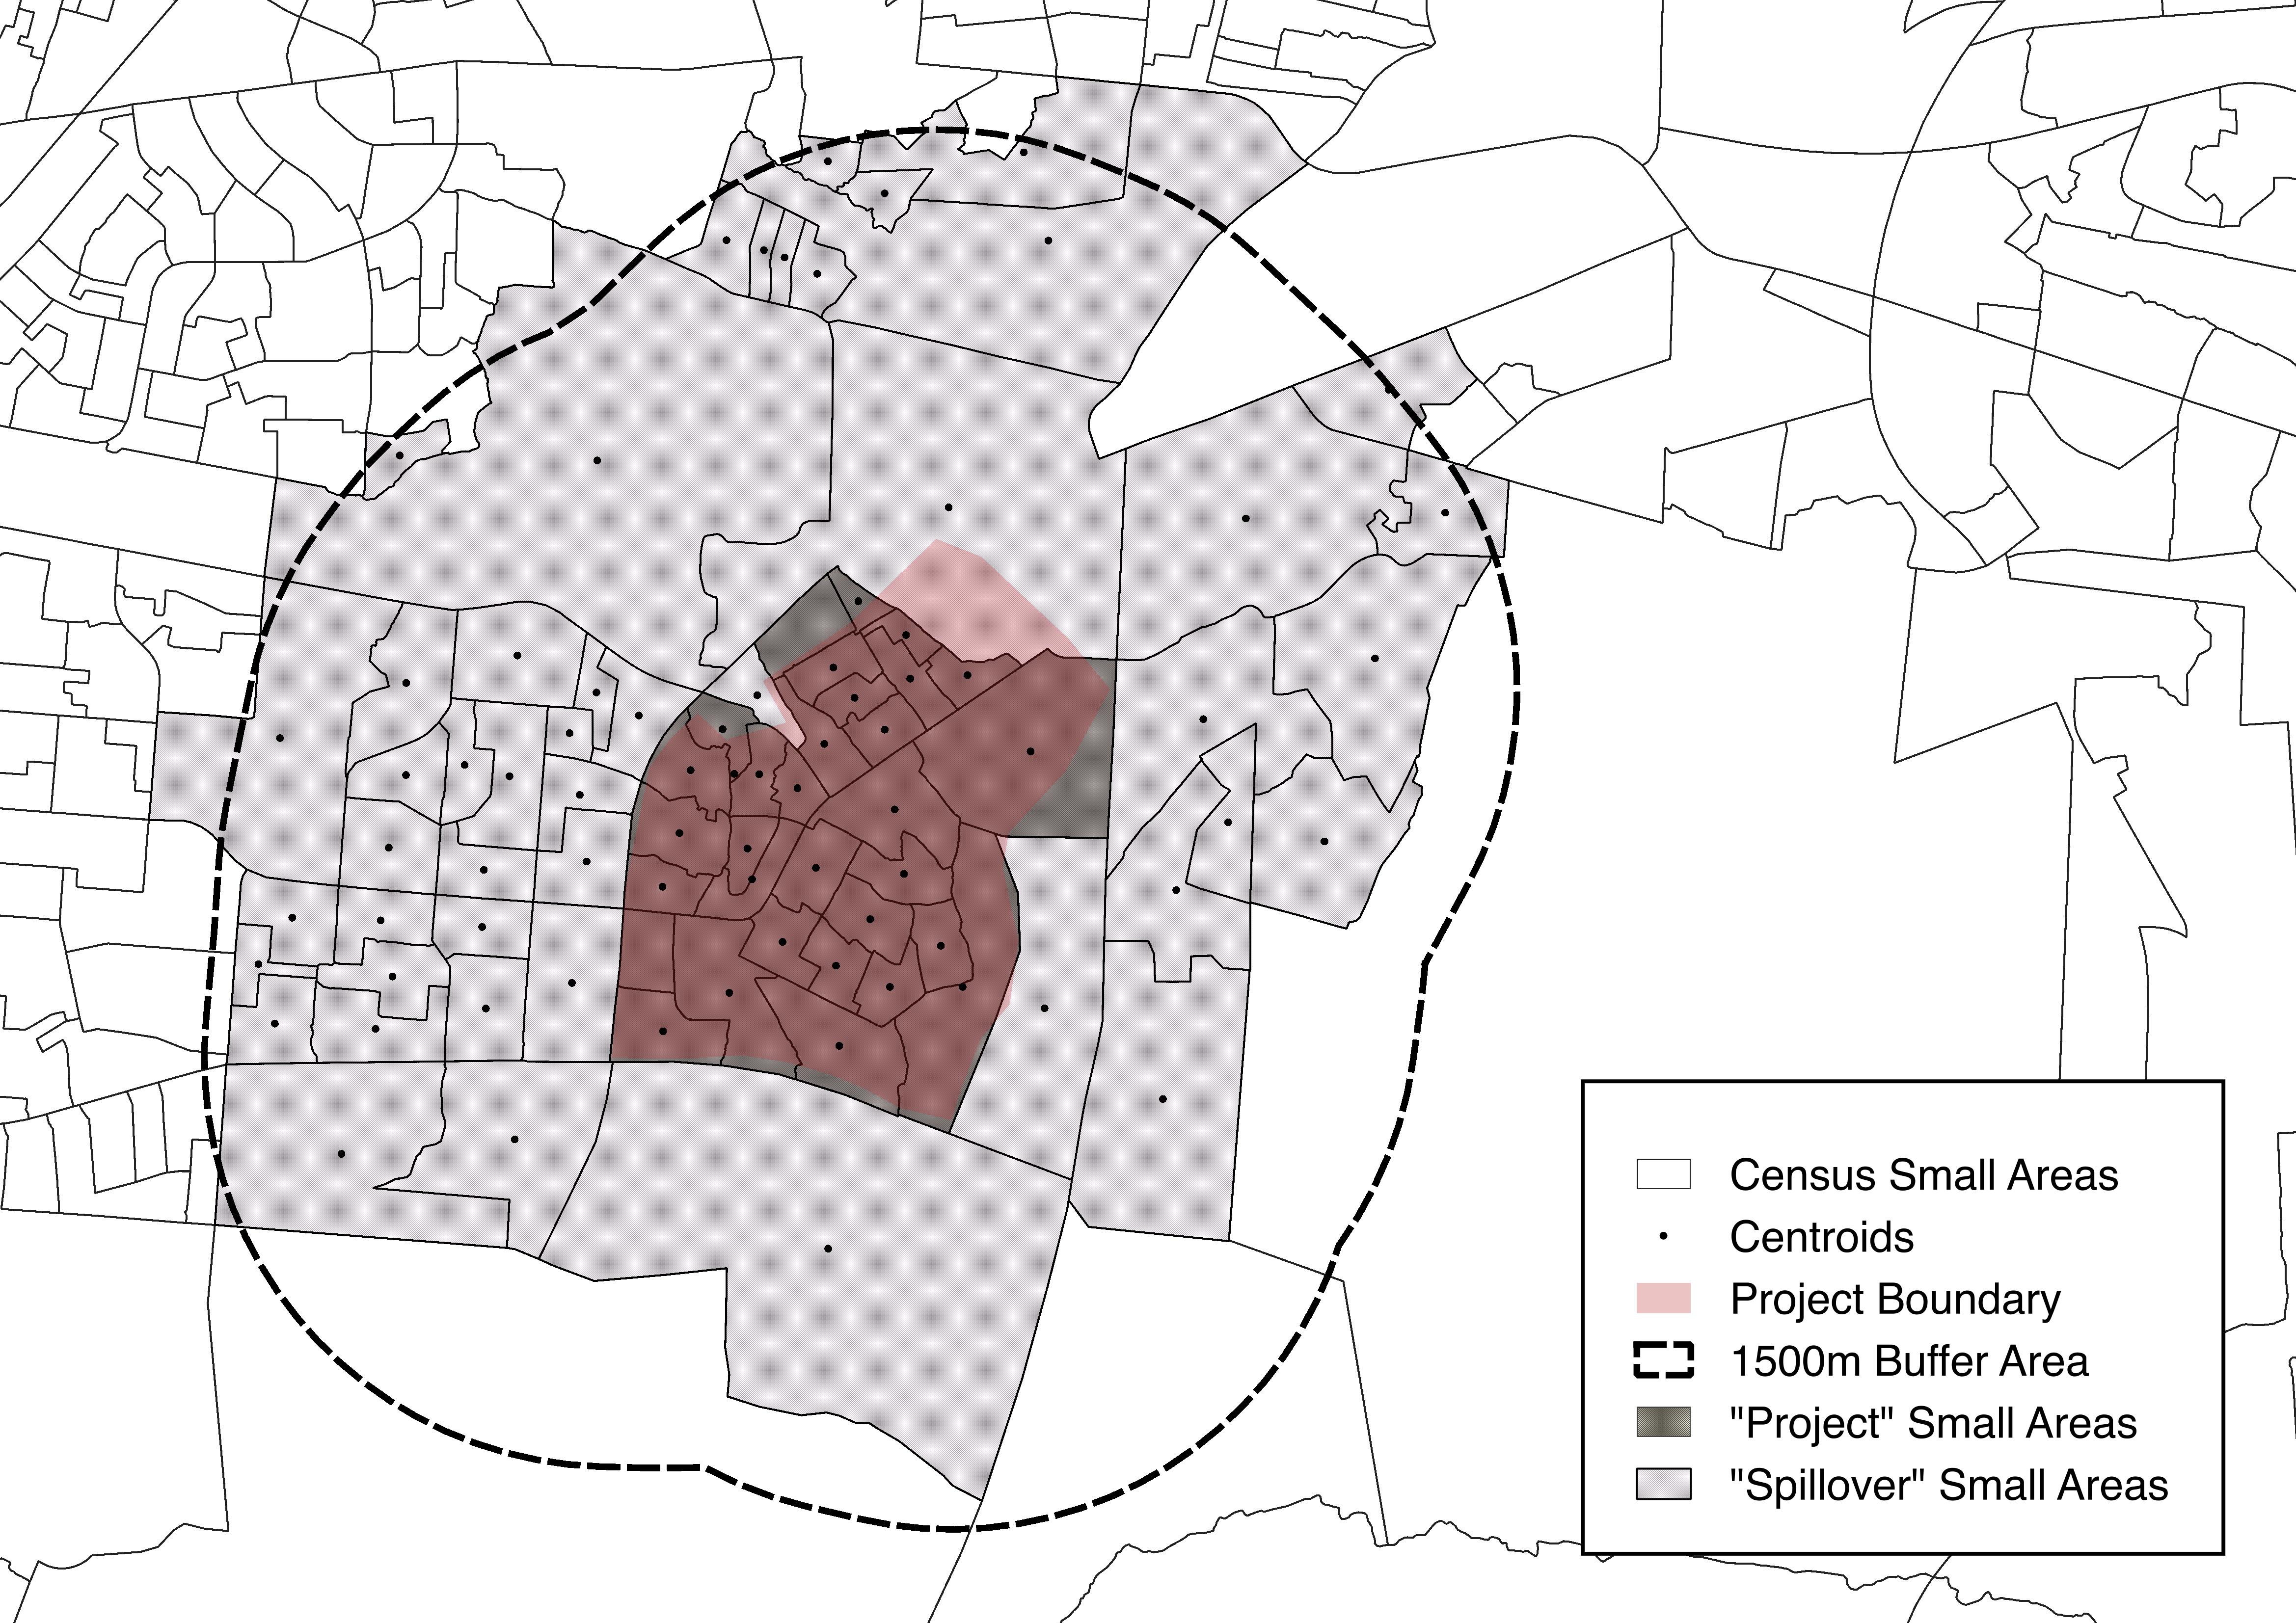 Census Small Areas
Centroids
Project Boundary
1500m Buffer Area
"Project" Small Areas
"Spillover" Small Areas